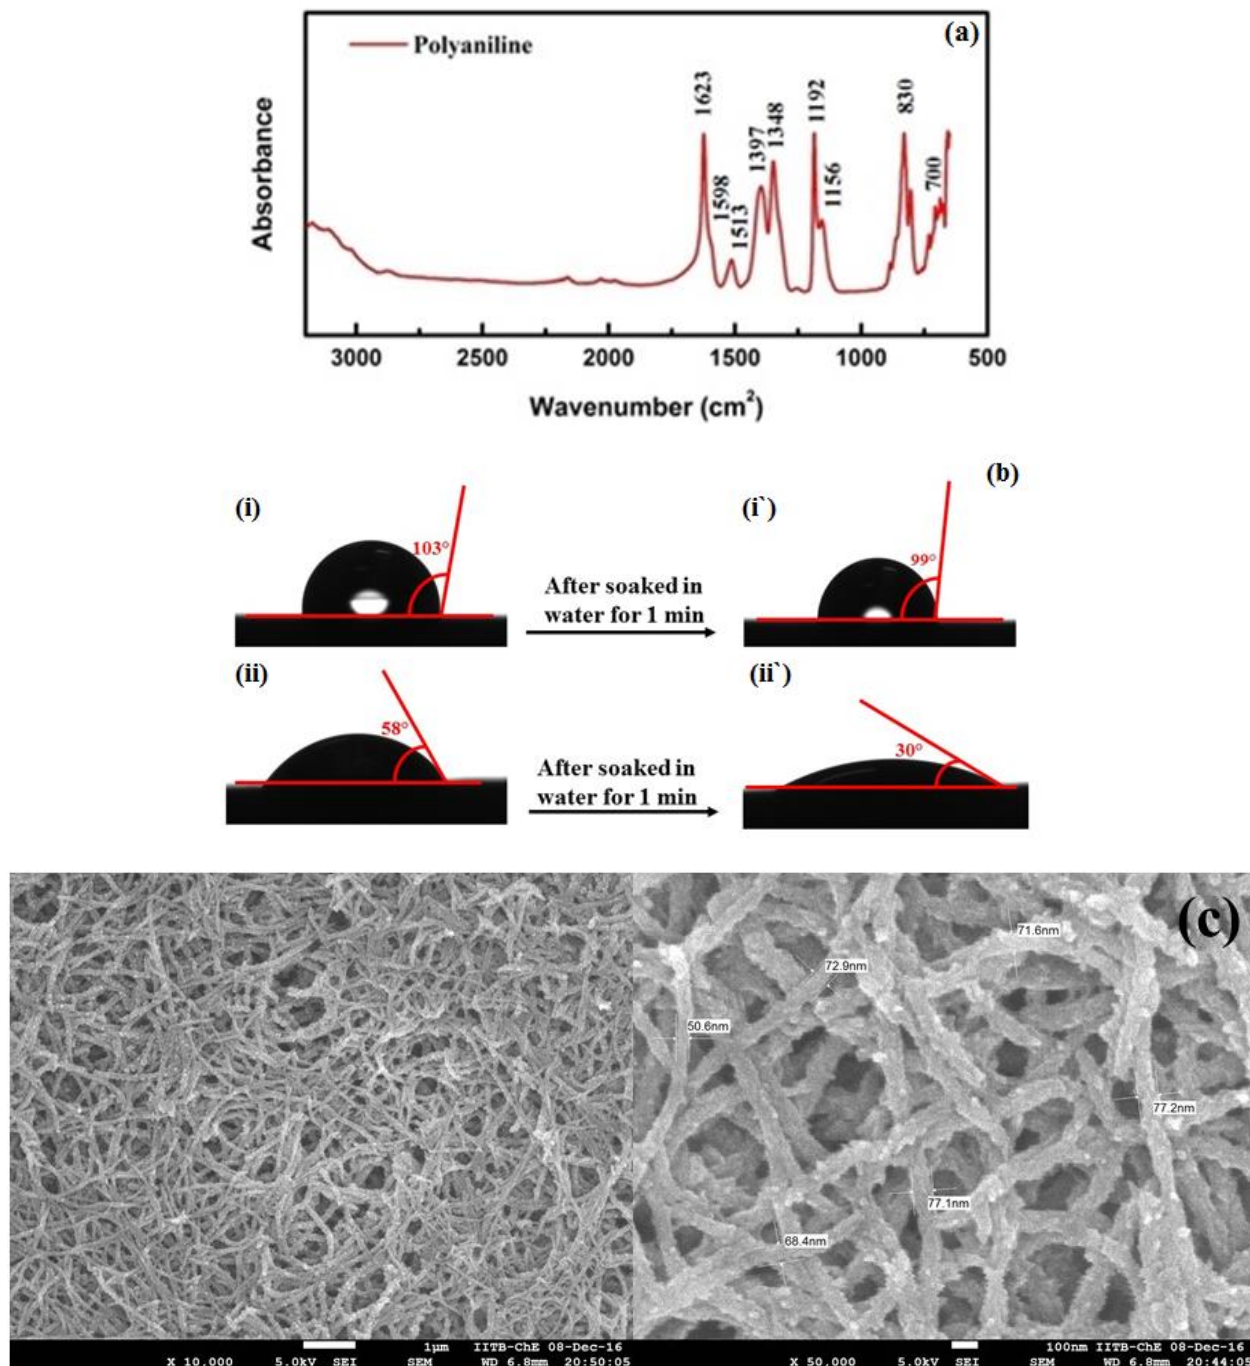 (a)
Polyaniline
1623
1598
1513
1397
1348
1192
1156
830
700
Absorbance
3000 2500 2000 1500 1000 500
Wavenumber (cm²)
(b)
(i)
103°
After soaked in
water for 1 min
(i`)
99°
(ii)
58°
After soaked in
water for 1 min
(ii`)
30°
(c)
71.6nm
72.9nm
50.6nm
77.2nm
77.1nm
68.4nm
1µm IITB-ChE 08-Dec-16
X 10,000 5.0kV SEI SEM WD 6.8mm 20:50:05
100nm IITB-ChE 08-Dec-16
X 50,000 5.0kV SEI SEM WD 6.8mm 20:44:06